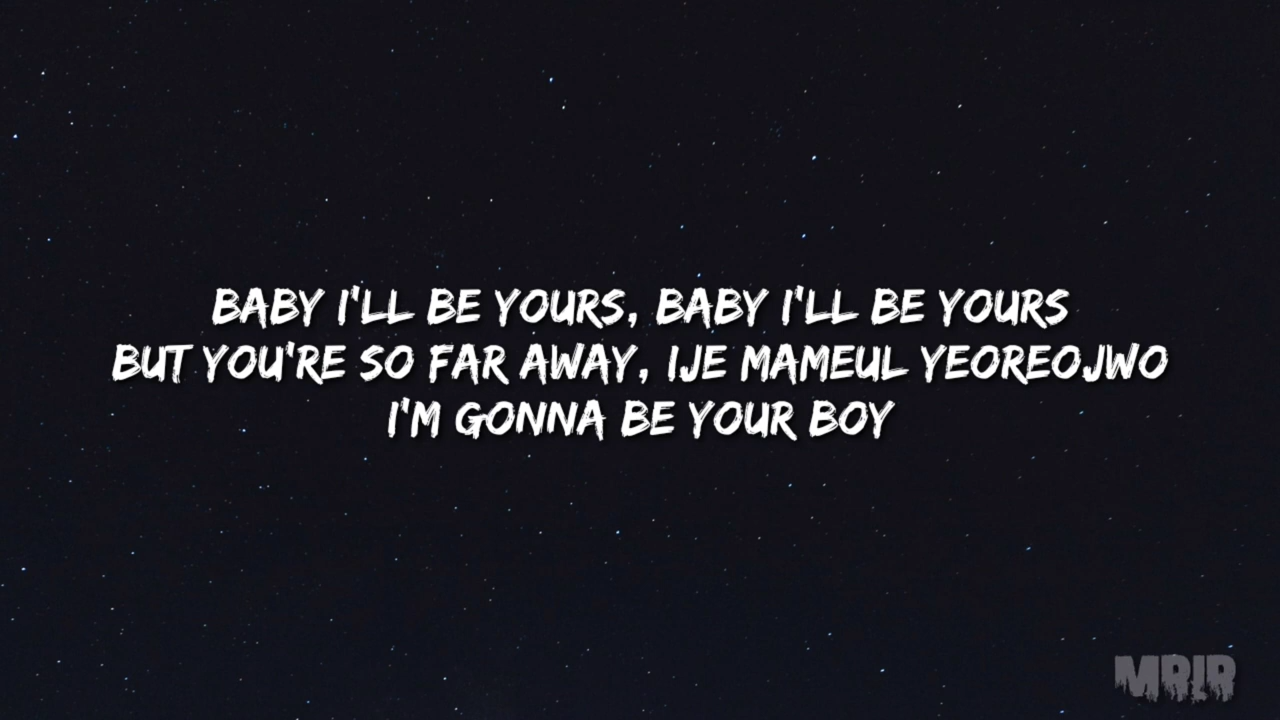 BABY I'LL BE YOURS, BABY I'LL BE YOURS
BUT YOU'RE SO FAR AWAY, IJE MAMEUL YEOREOJWO
I'M GONNA BE YOUR BOY
MRIR